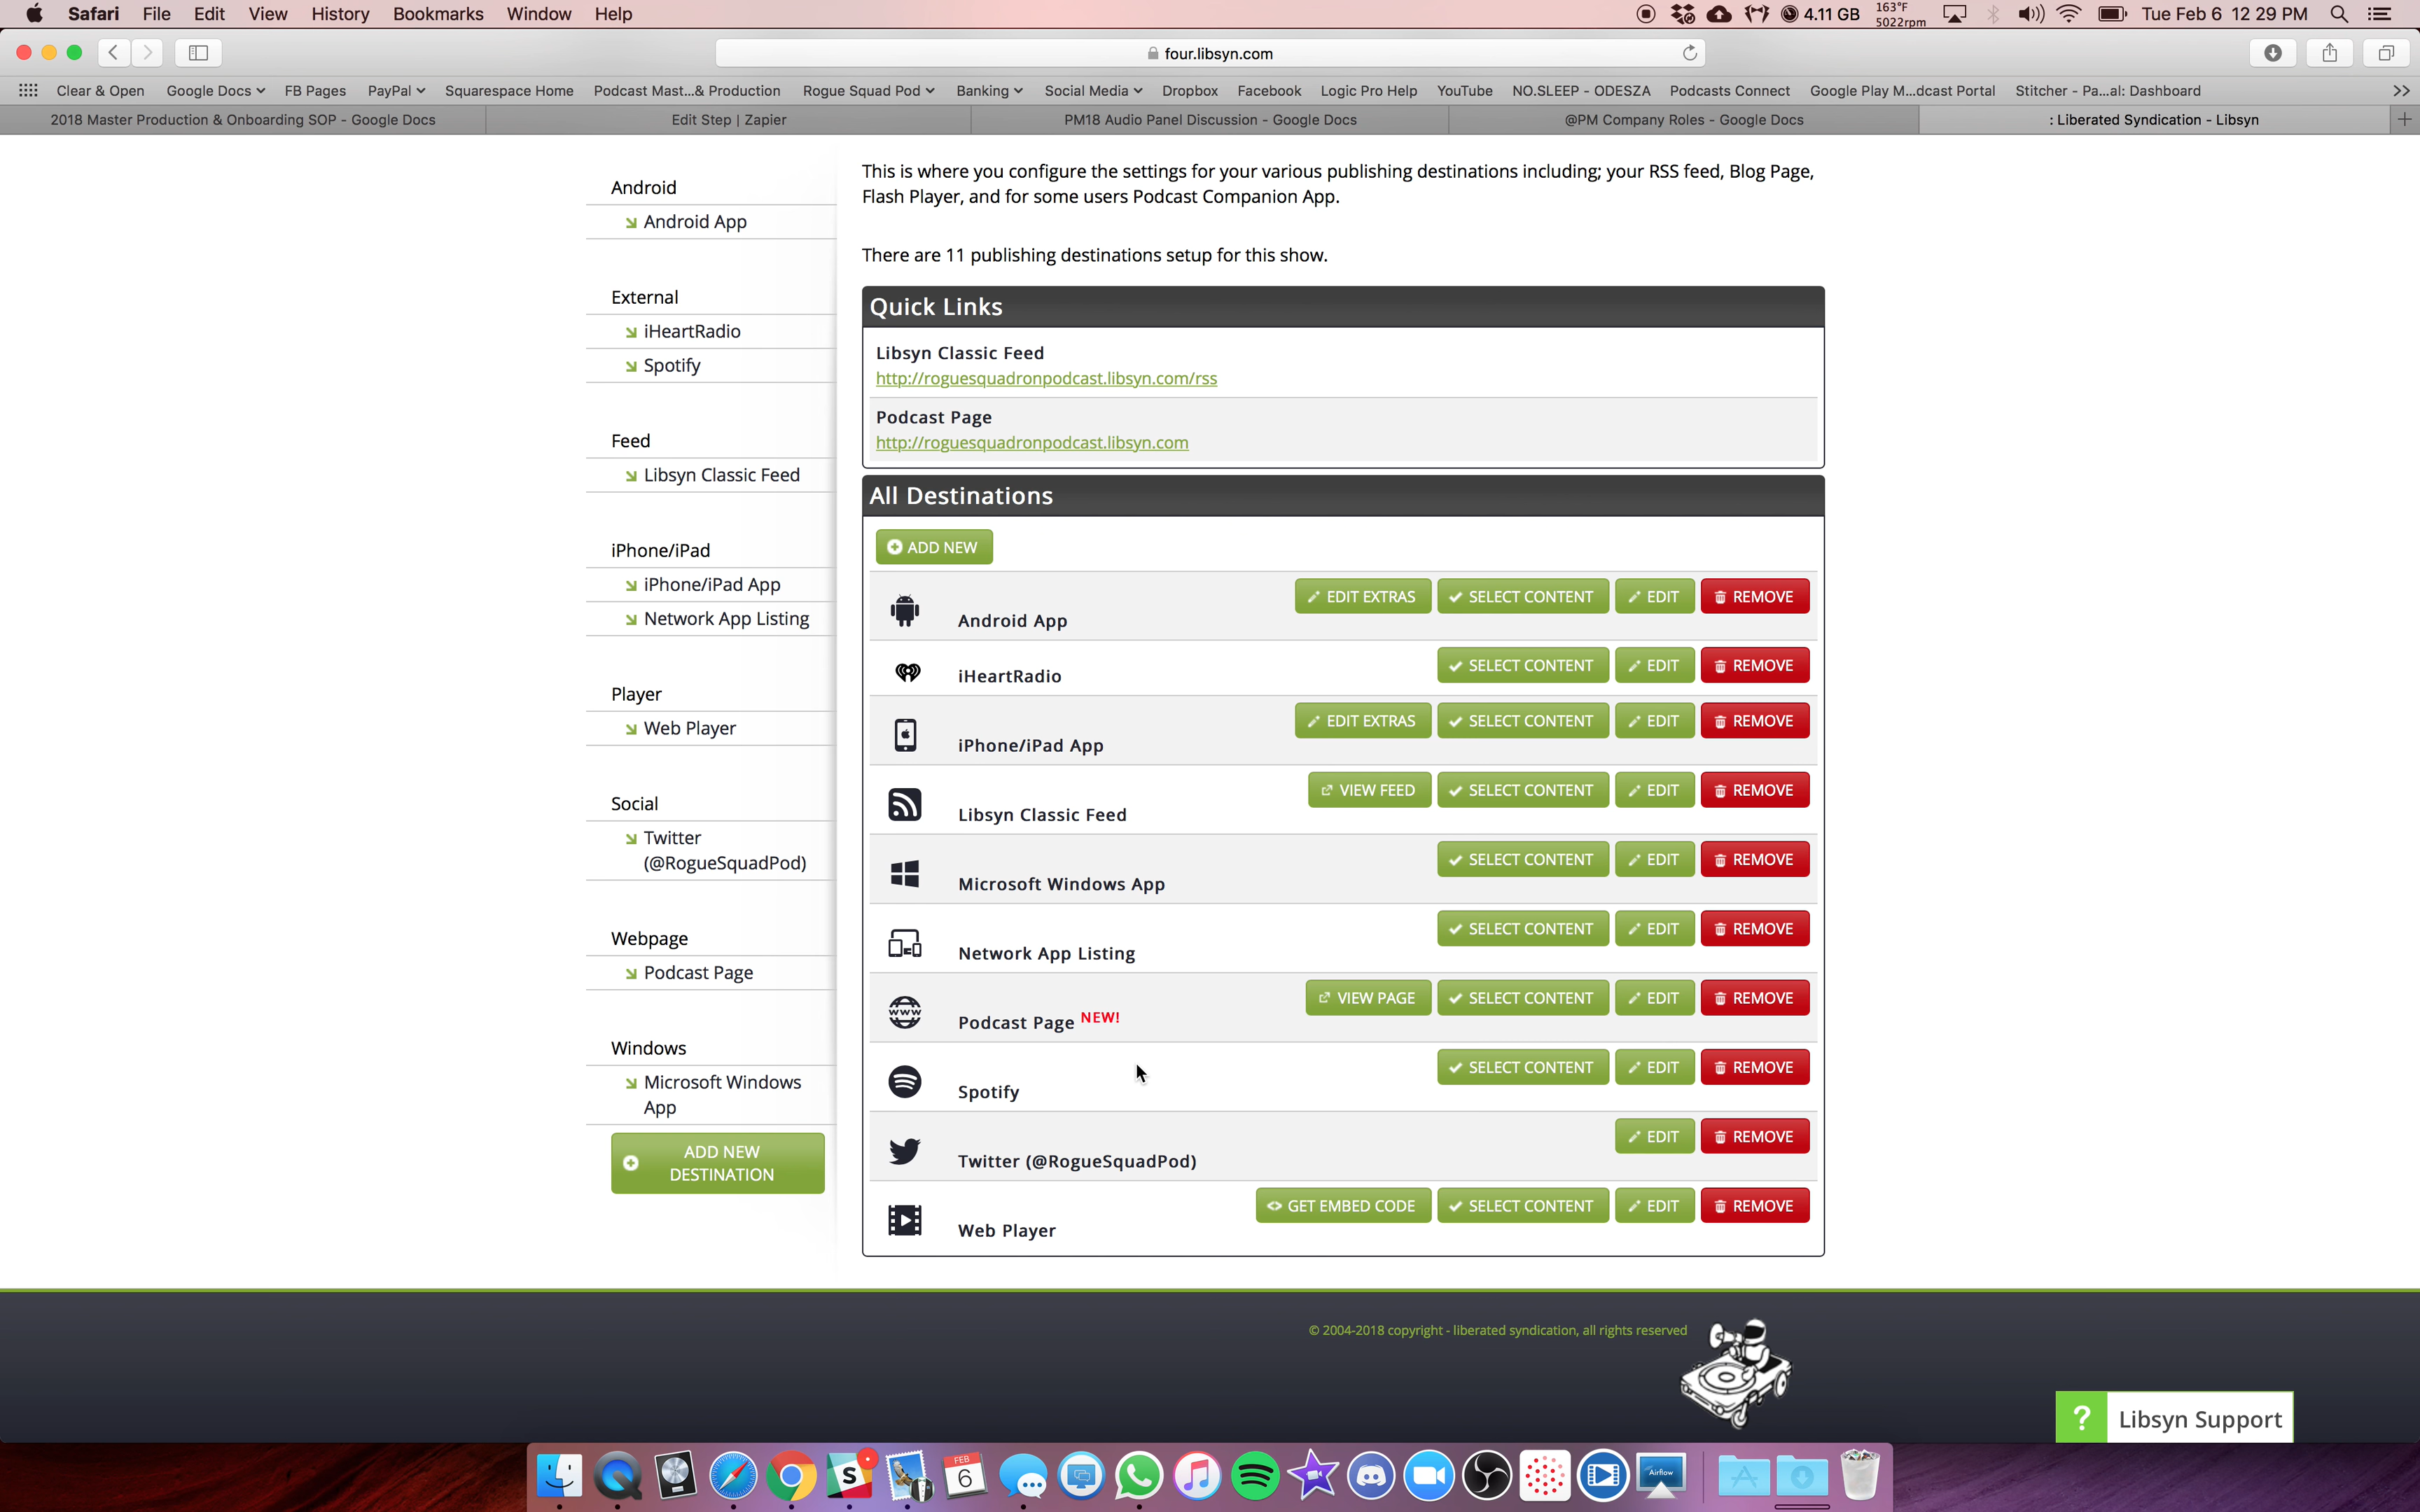 Safari File Edit View History Bookmarks Window Help 4.11 GB 163°F 5022rpm Tue Feb 6 12 29 PM
four.libsyn.com
Clear & Open Google Docs FB Pages PayPal Squarespace Home Podcast Mast...& Production Rogue Squad Pod Banking Social Media Dropbox Facebook Logic Pro Help YouTube NO.SLEEP - ODESZA Podcasts Connect Google Play M...dcast Portal Stitcher - Pa...al: Dashboard
2018 Master Production & Onboarding SOP - Google Docs Edit Step | Zapier PM18 Audio Panel Discussion - Google Docs @PM Company Roles - Google Docs : Liberated Syndication - Libsyn
Android
Android App
External
iHeartRadio
Spotify
Feed
Libsyn Classic Feed
iPhone/iPad
iPhone/iPad App
Network App Listing
Player
Web Player
Social
Twitter
(@RogueSquadPod)
Webpage
Podcast Page
Windows
Microsoft Windows
App
ADD NEW
DESTINATION
This is where you configure the settings for your various publishing destinations including; your RSS feed, Blog Page,
Flash Player, and for some users Podcast Companion App.
There are 11 publishing destinations setup for this show.
Quick Links
Libsyn Classic Feed
http://roguesquadronpodcast.libsyn.com/rss
Podcast Page
http://roguesquadronpodcast.libsyn.com
All Destinations
ADD NEW
Android App EDIT EXTRAS SELECT CONTENT EDIT REMOVE
iHeartRadio SELECT CONTENT EDIT REMOVE
iPhone/iPad App EDIT EXTRAS SELECT CONTENT EDIT REMOVE
Libsyn Classic Feed VIEW FEED SELECT CONTENT EDIT REMOVE
Microsoft Windows App SELECT CONTENT EDIT REMOVE
Network App Listing SELECT CONTENT EDIT REMOVE
www Podcast Page NEW! VIEW PAGE SELECT CONTENT EDIT REMOVE
Spotify SELECT CONTENT EDIT REMOVE
Twitter (@RogueSquadPod) EDIT REMOVE
Web Player GET EMBED CODE SELECT CONTENT EDIT REMOVE
© 2004-2018 copyright - liberated syndication, all rights reserved
? Libsyn Support
S FEB 6 Airflow